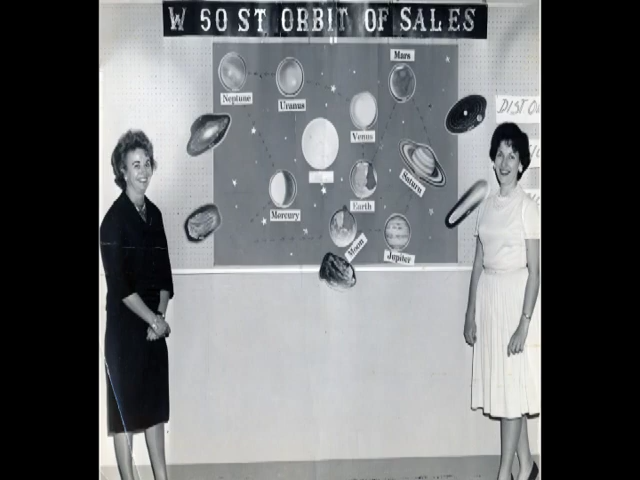 W 50 ST. ORBIT OF SALES
Mars
Neptune
Uranus
Venus
DIST
Saturn
Earth
Mercury
Moon
Jupiter